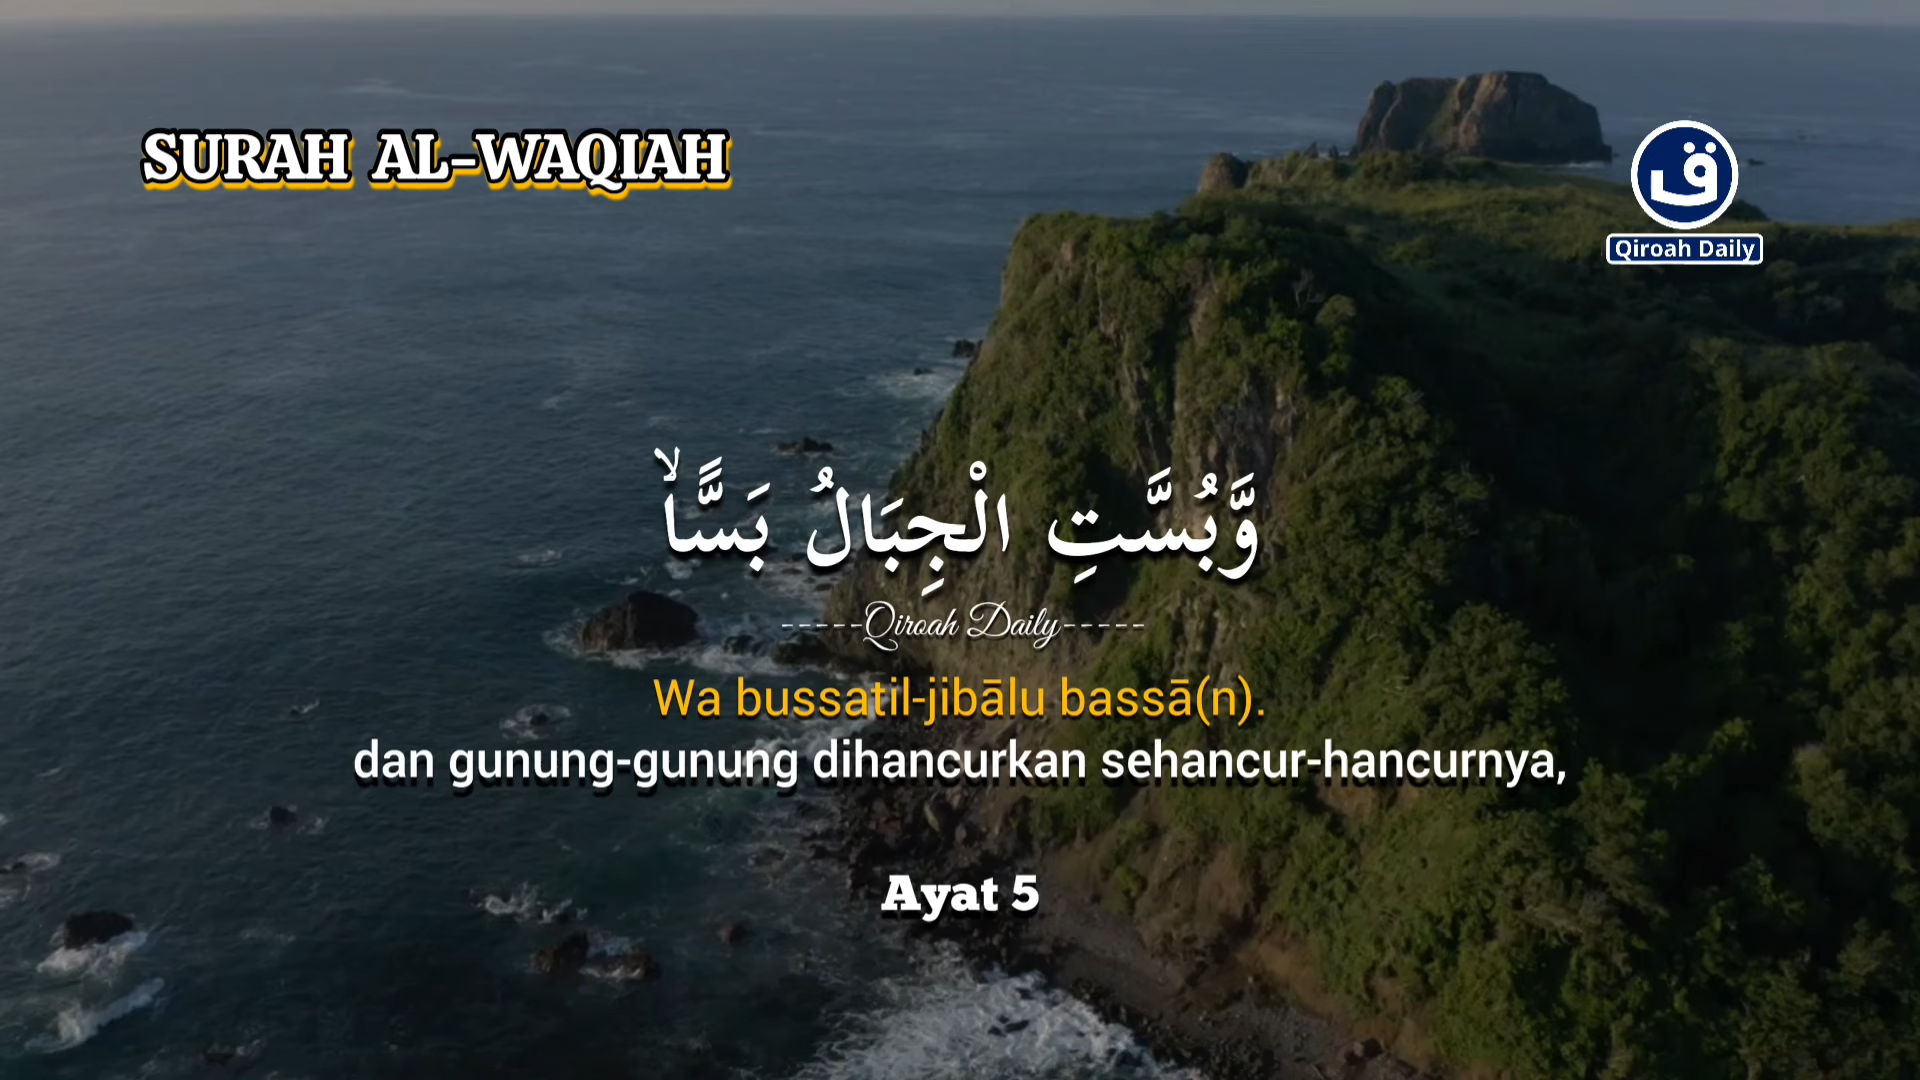 SURAH AL-WAQIAH
ق
Qiroah Daily
وَّبُسَّتِ الْجِبَالُ بَسًّاۙ
-----Qiroah Daily-----
Wa bussatil-jibālu bassā(n).
dan gunung-gunung dihancurkan sehancur-hancurnya,
Ayat 5